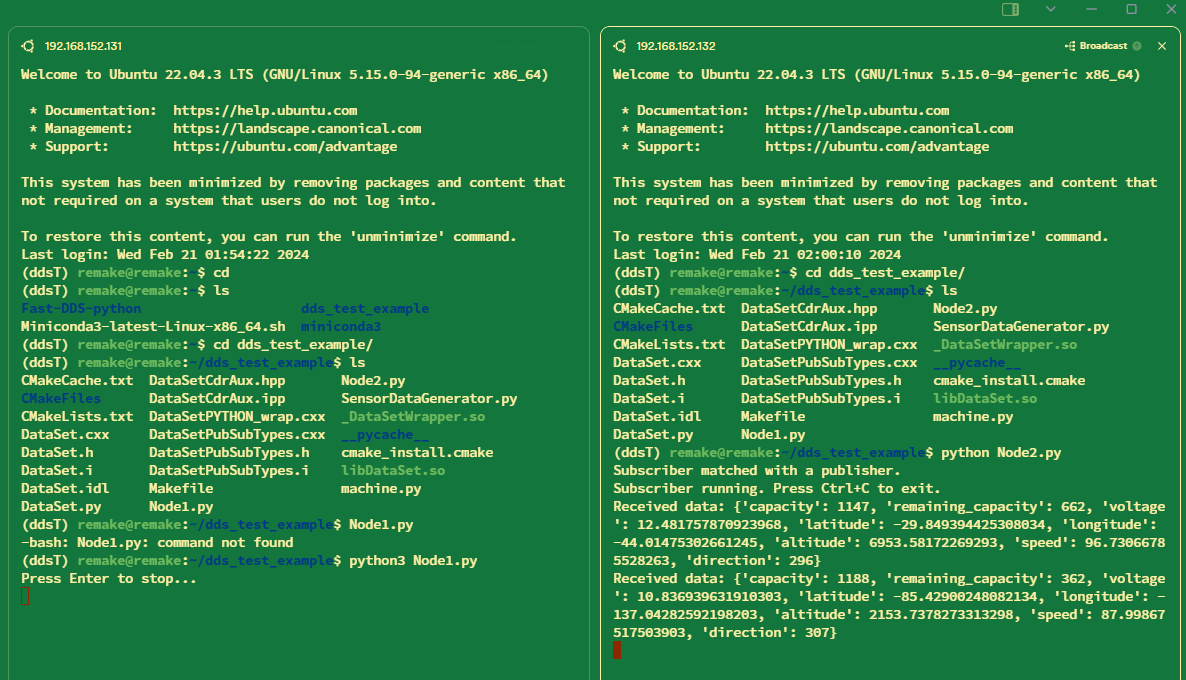 192.168.152.131
Welcome to Ubuntu 22.04.3 LTS (GNU/Linux 5.15.0-94-generic x86_64)
* Documentation:  https://help.ubuntu.com
* Management:     https://landscape.canonical.com
* Support:        https://ubuntu.com/advantage
This system has been minimized by removing packages and content that
not required on a system that users do not log into.
To restore this content, you can run the 'unminimize' command.
Last login: Wed Feb 21 01:54:22 2024
(ddsT) remake@remake:~$ cd
(ddsT) remake@remake:~$ ls
Fast-DDS-python                    dds_test_example
Miniconda3-latest-Linux-x86_64.sh  miniconda3
(ddsT) remake@remake:~$ cd dds_test_example/
(ddsT) remake@remake:~/dds_test_example$ ls
CMakeCache.txt  DataSetCdrAux.hpp       Node2.py
CMakeFiles      DataSetCdrAux.ipp       SensorDataGenerator.py
CMakeLists.txt  DataSetPYTHON_wrap.cxx  _DataSetWrapper.so
DataSet.cxx     DataSetPubSubTypes.cxx  __pycache__
DataSet.h       DataSetPubSubTypes.h    cmake_install.cmake
DataSet.i       DataSetPubSubTypes.i    libDataSet.so
DataSet.idl     Makefile                machine.py
DataSet.py      Node1.py
(ddsT) remake@remake:~/dds_test_example$ Node1.py
-bash: Node1.py: command not found
(ddsT) remake@remake:~/dds_test_example$ python3 Node1.py
Press Enter to stop...
192.168.152.132
Broadcast
Welcome to Ubuntu 22.04.3 LTS (GNU/Linux 5.15.0-94-generic x86_64)
* Documentation:  https://help.ubuntu.com
* Management:     https://landscape.canonical.com
* Support:        https://ubuntu.com/advantage
This system has been minimized by removing packages and content that
not required on a system that users do not log into.
To restore this content, you can run the 'unminimize' command.
Last login: Wed Feb 21 02:00:10 2024
(ddsT) remake@remake:~$ cd dds_test_example/
(ddsT) remake@remake:~/dds_test_example$ ls
CMakeCache.txt  DataSetCdrAux.hpp       Node2.py
CMakeFiles      DataSetCdrAux.ipp       SensorDataGenerator.py
CMakeLists.txt  DataSetPYTHON_wrap.cxx  _DataSetWrapper.so
DataSet.cxx     DataSetPubSubTypes.cxx  __pycache__
DataSet.h       DataSetPubSubTypes.h    cmake_install.cmake
DataSet.i       DataSetPubSubTypes.i    libDataSet.so
DataSet.idl     Makefile                machine.py
DataSet.py      Node1.py
(ddsT) remake@remake:~/dds_test_example$ python Node2.py
Subscriber matched with a publisher.
Subscriber running. Press Ctrl+C to exit.
Received data: {'capacity': 1147, 'remaining_capacity': 662, 'voltage
': 12.481757870923968, 'latitude': -29.849394425308034, 'longitude':
-44.01475302661245, 'altitude': 6953.58172269293, 'speed': 96.7306678
5528263, 'direction': 296}
Received data: {'capacity': 1188, 'remaining_capacity': 362, 'voltage
': 10.836939631910303, 'latitude': -85.42900248082134, 'longitude': -
137.04282592198203, 'altitude': 2153.7378273313298, 'speed': 87.99867
517503903, 'direction': 307}